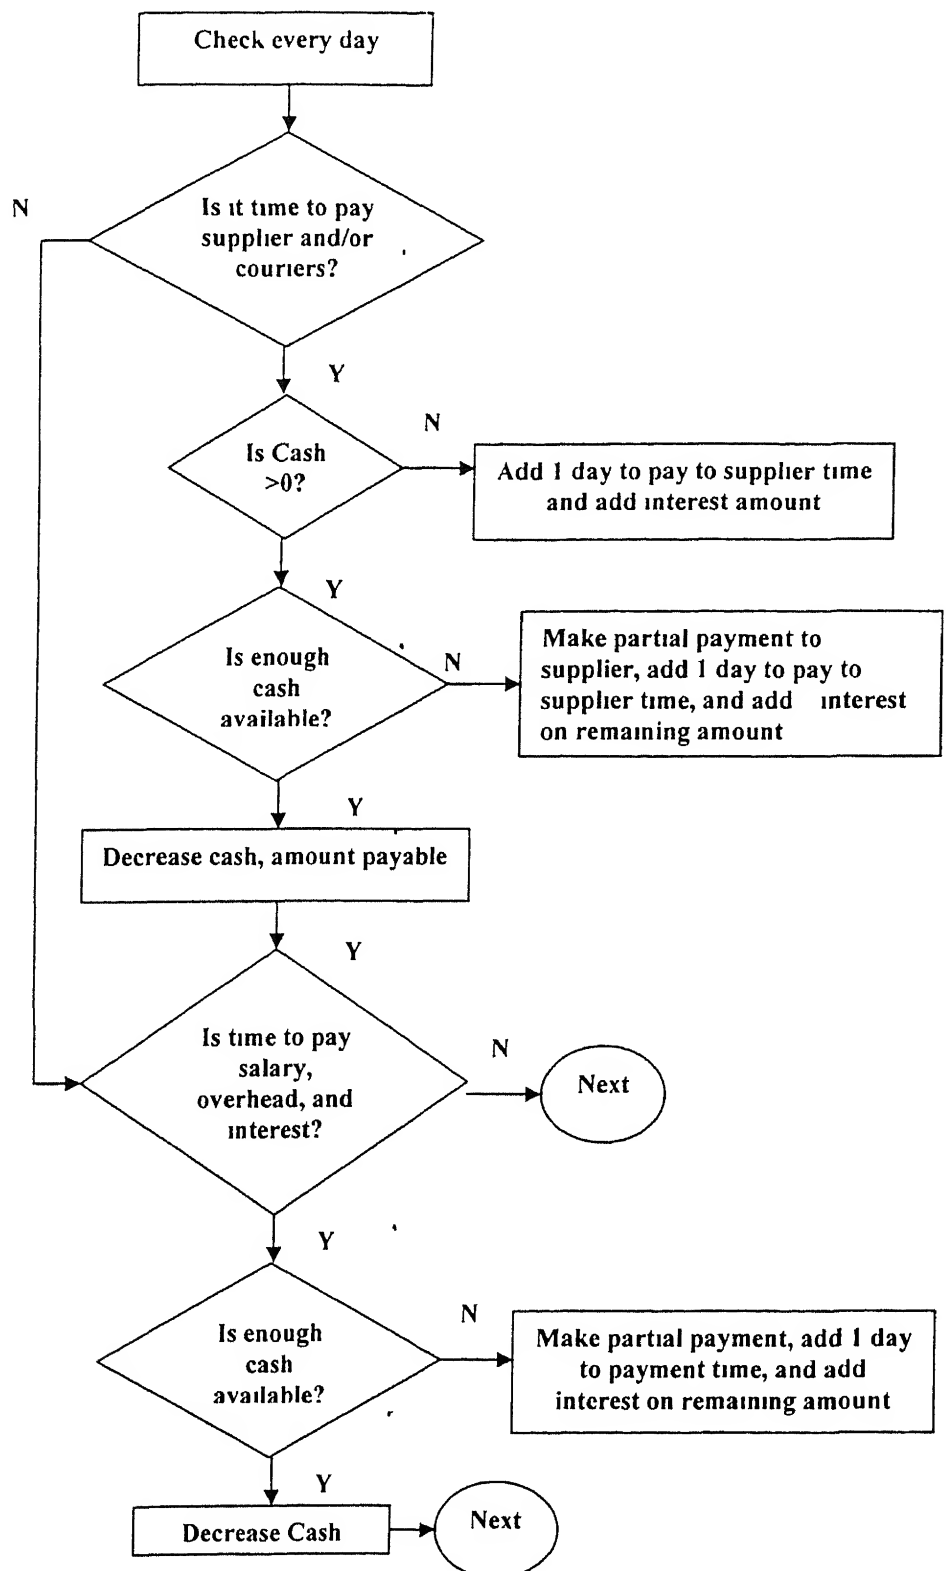 Check every day
N
Is it time to pay
supplier and/or
couriers?
Y
Is Cash
>0?
N
Add 1 day to pay to supplier time
and add interest amount
Y
Is enough
cash
available?
N
Make partial payment to
supplier, add 1 day to pay to
supplier time, and add interest
on remaining amount
Y
Decrease cash, amount payable
Y
Is time to pay
salary,
overhead, and
interest?
N
Next
Y
Is enough
cash
available?
N
Make partial payment, add 1 day
to payment time, and add
interest on remaining amount
Y
Decrease Cash
Next